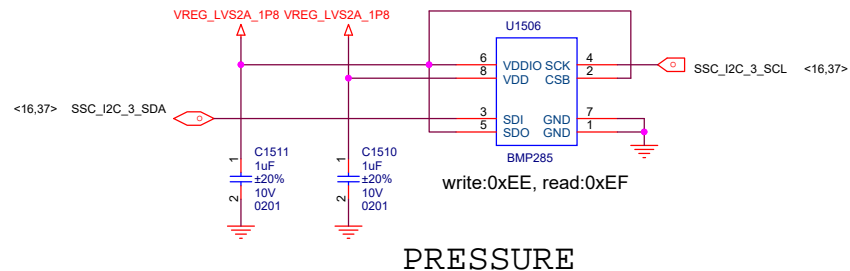 VREG_LVS2A_1P8 VREG_LVS2A_1P8
U1506
6 VDDIO SCK 4
8 VDD CSB 2
SSC_I2C_3_SCL <16,37>
<16,37> SSC_I2C_3_SDA
3 SDI GND 7
5 SDO GND 1
BMP285
write:0xEE, read:0xEF
1
C1511
1uF
±20%
10V
0201
2
1
C1510
1uF
±20%
10V
0201
2
PRESSURE